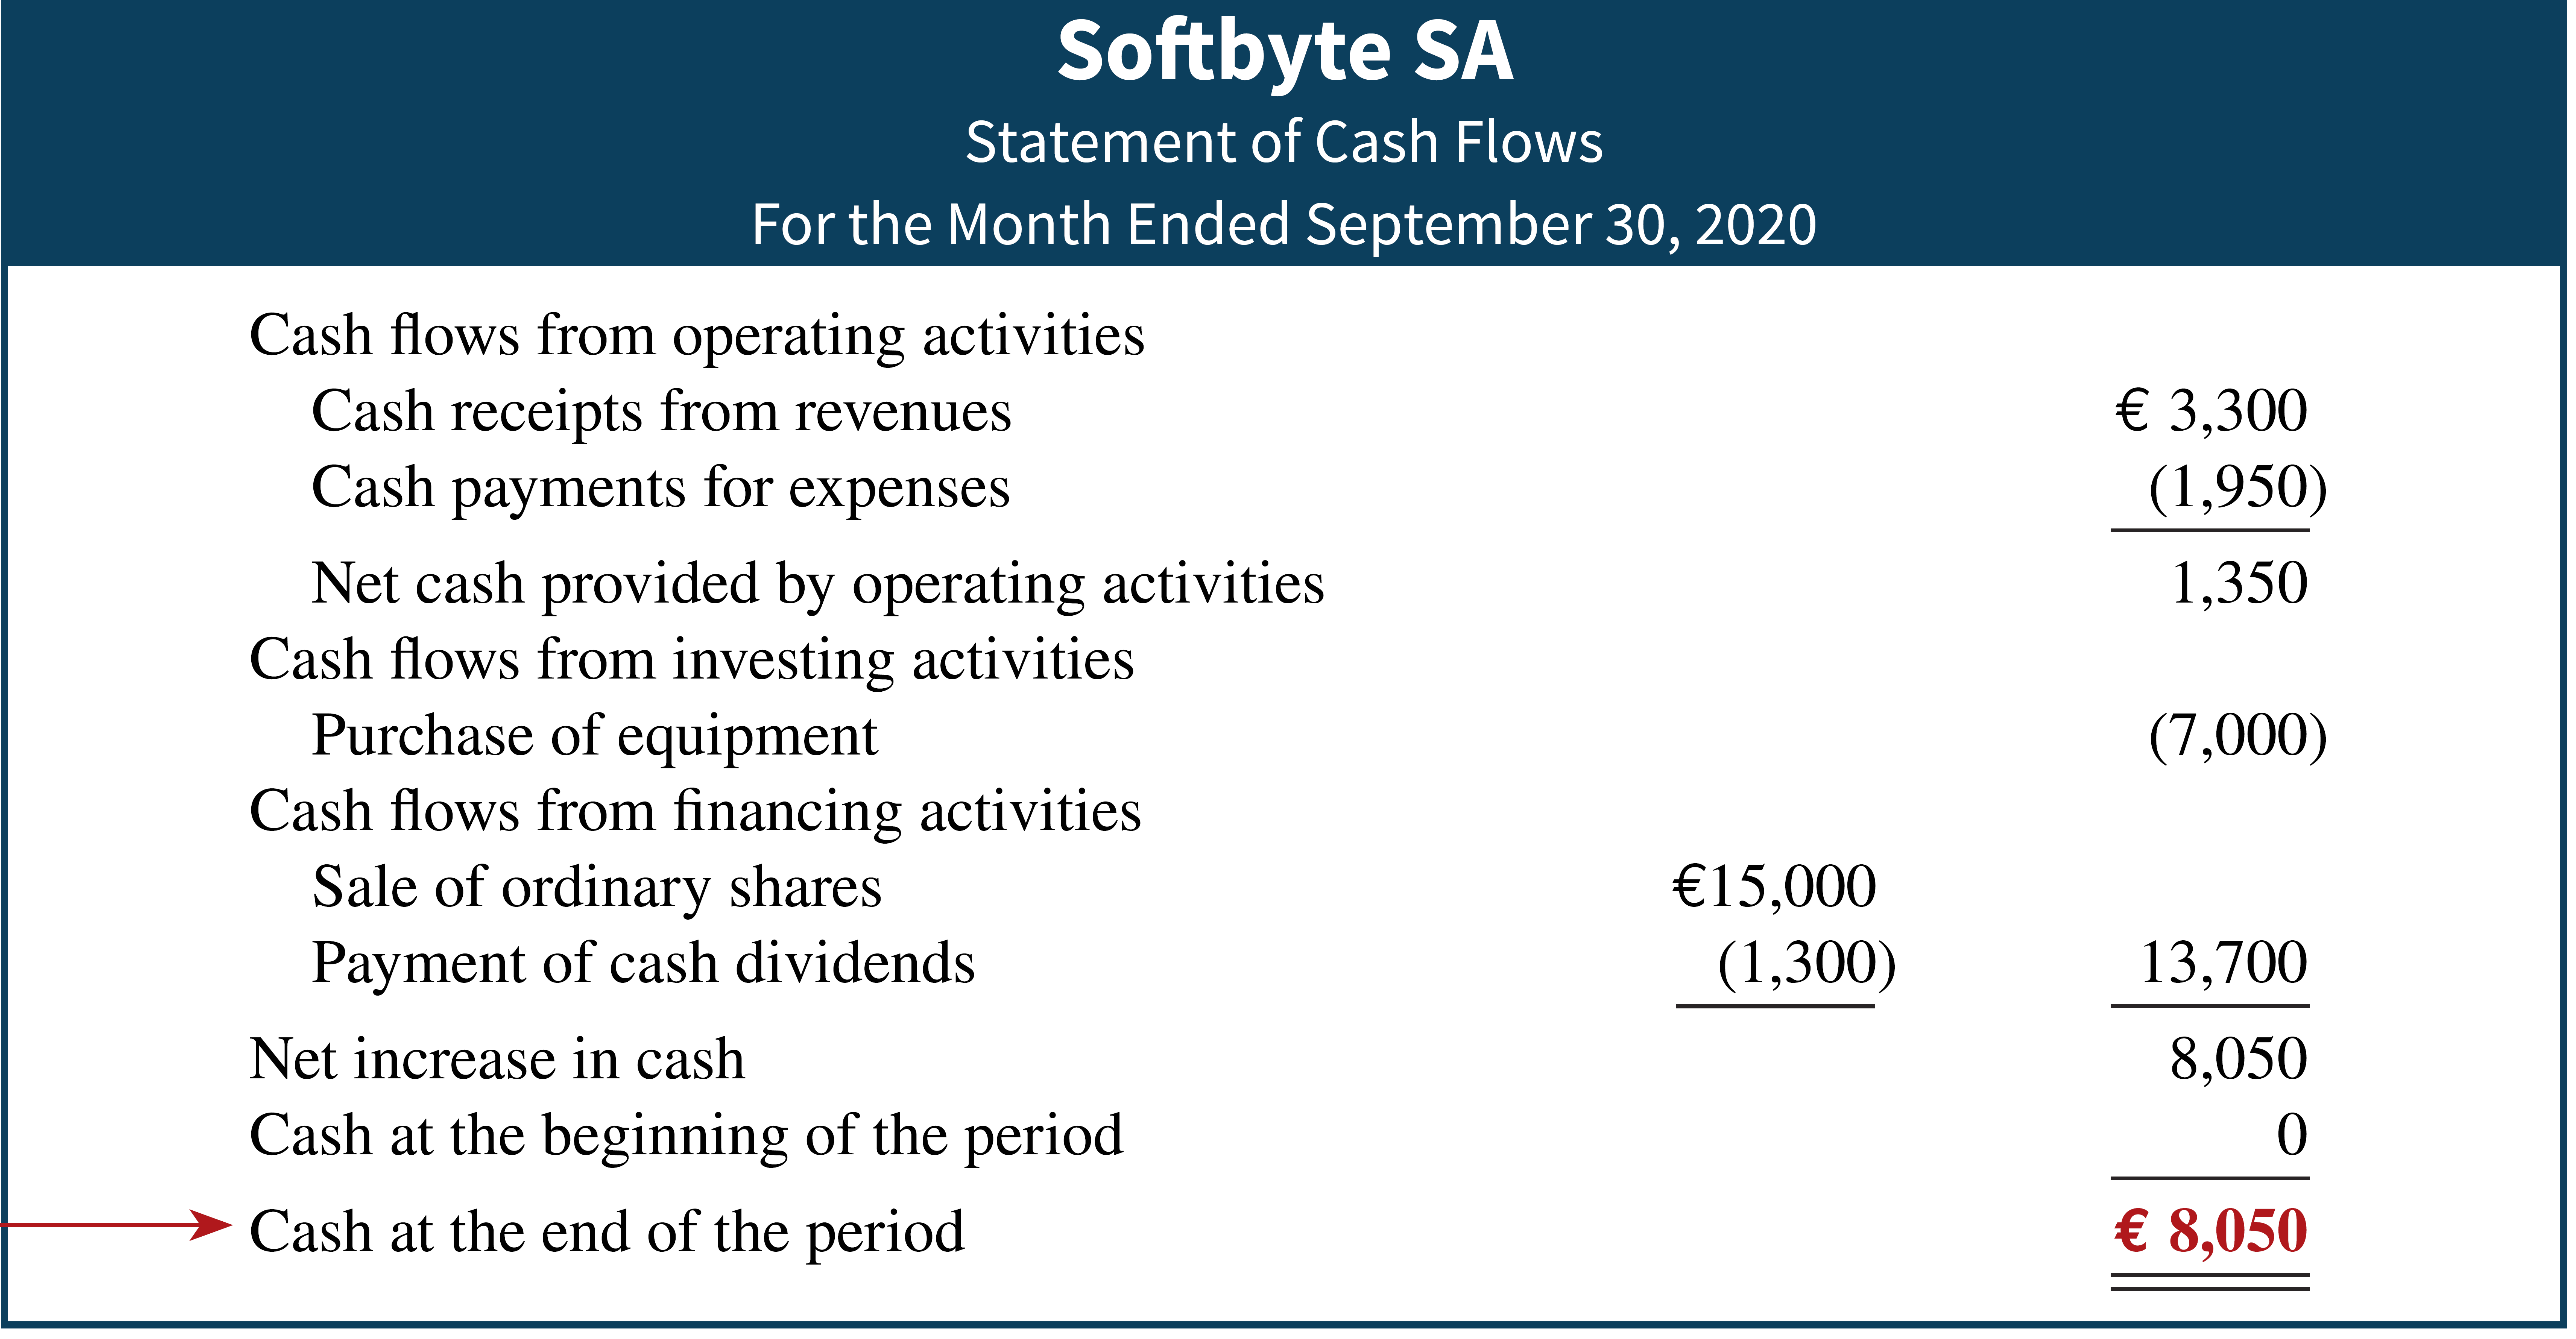 Softbyte SA
Statement of Cash Flows
For the Month Ended September 30, 2020
Cash flows from operating activities
Cash receipts from revenues € 3,300
Cash payments for expenses (1,950)
Net cash provided by operating activities 1,350
Cash flows from investing activities
Purchase of equipment (7,000)
Cash flows from financing activities
Sale of ordinary shares €15,000
Payment of cash dividends (1,300) 13,700
Net increase in cash 8,050
Cash at the beginning of the period 0
Cash at the end of the period € 8,050